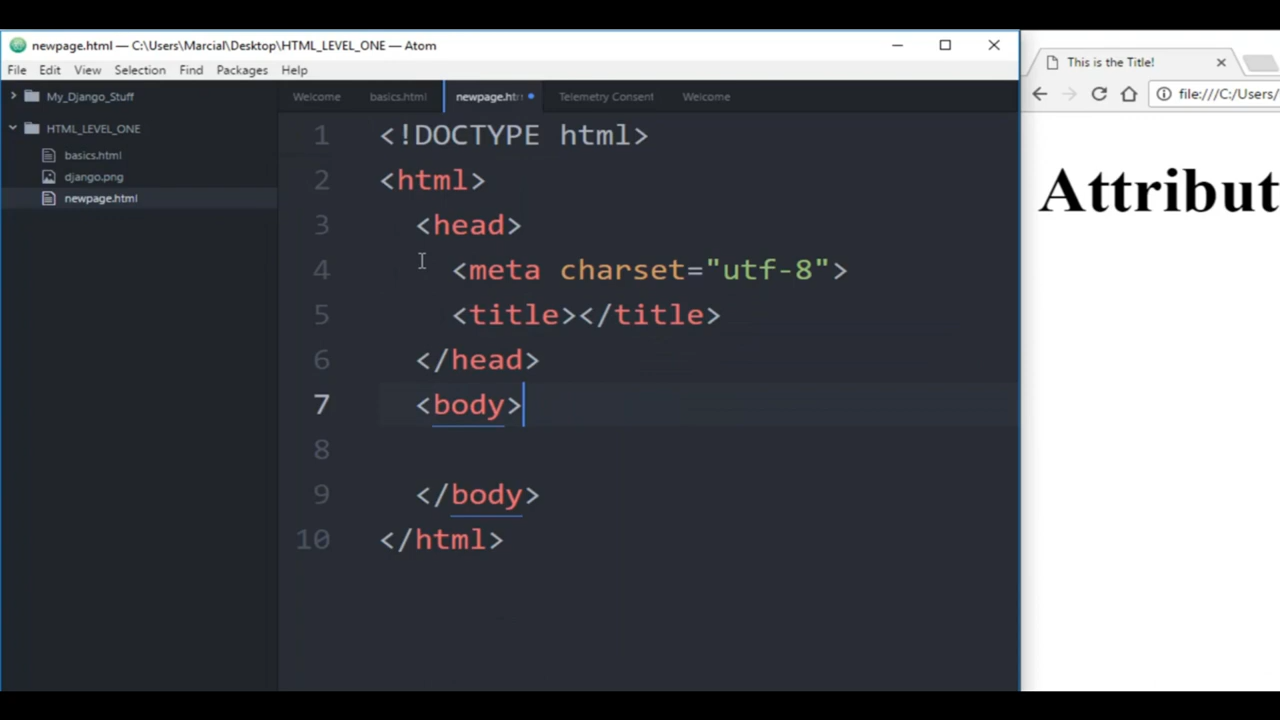 newpage.html — C:\Users\Marcial\Desktop\HTML_LEVEL_ONE — Atom
File Edit View Selection Find Packages Help
My_Django_Stuff
HTML_LEVEL_ONE
basics.html
django.png
newpage.html
Welcome basics.html newpage.ht Telemetry Consent Welcome
1 <!DOCTYPE html>
2 <html>
3 <head>
4 <meta charset="utf-8">
5 <title></title>
6 </head>
7 <body>
8
9 </body>
10 </html>
This is the Title!
file:///C:/Users/
Attribut